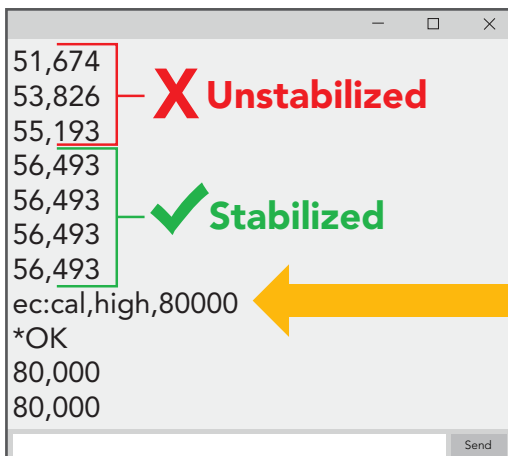 51,674
53,826
X Unstabilized
55,193
56,493
56,493
Stabilized
56,493
56,493
ec:cal,high,80000
*OK
80,000
80,000
Send